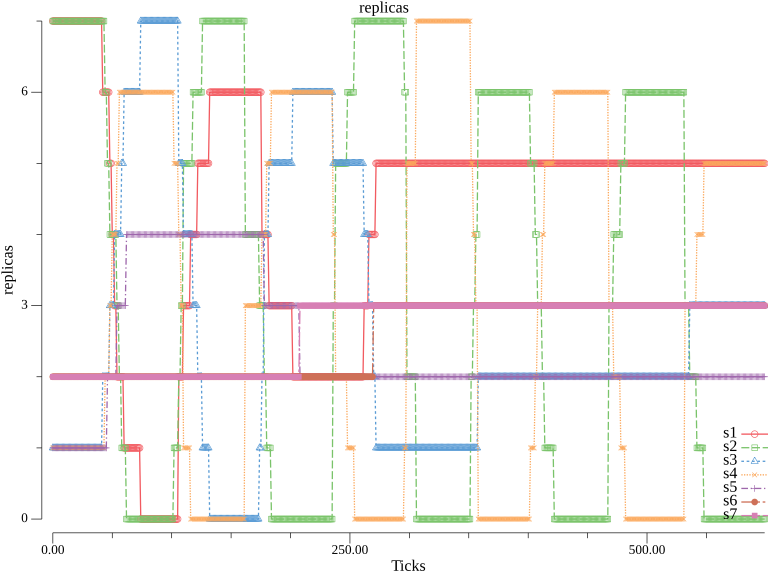 replicas
replicas
6
3
0
0.00
250.00
500.00
Ticks
s1
s2
s3
s4
s5
s6
s7